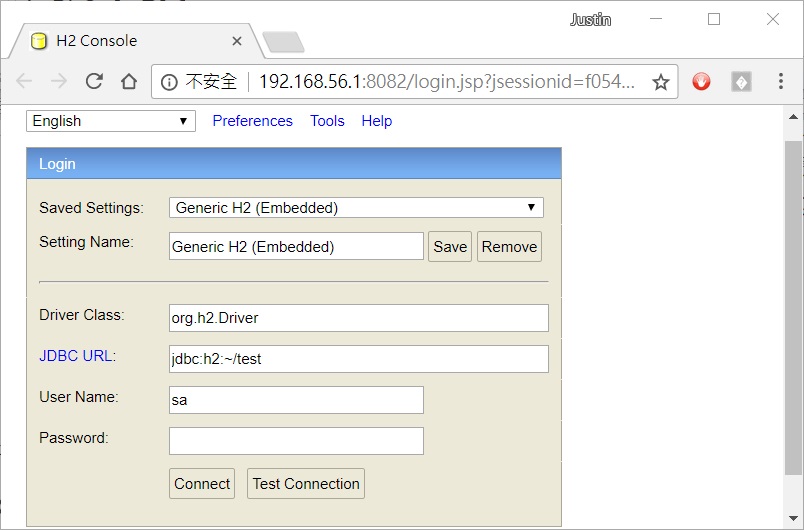 Justin
H2 Console
不安全 192.168.56.1:8082/login.jsp?jsessionid=f054...
English Preferences Tools Help
Login
Saved Settings: Generic H2 (Embedded)
Setting Name: Generic H2 (Embedded) Save Remove
Driver Class: org.h2.Driver
JDBC URL: jdbc:h2:~/test
User Name: sa
Password:
Connect Test Connection